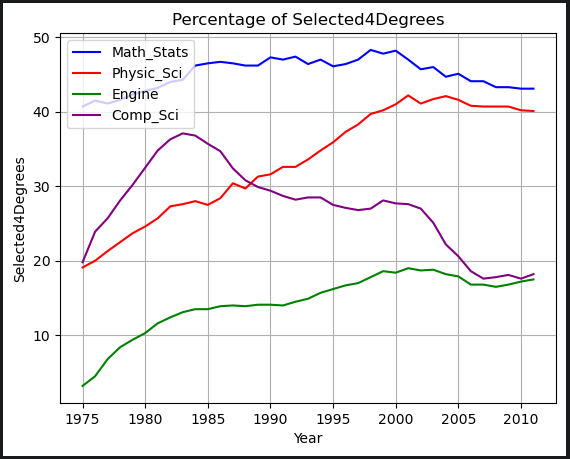 Percentage of Selected4Degrees
Math_Stats
Physic_Sci
Engine
Comp_Sci
Selected4Degrees
50
40
30
20
10
1975 1980 1985 1990 1995 2000 2005 2010
Year